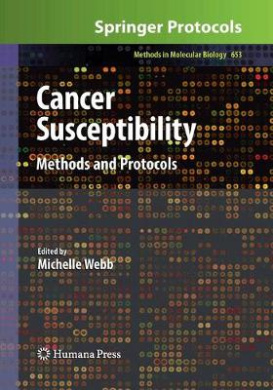 Springer Protocols
Methods in Molecular Biology 653
Cancer
Susceptibility
Methods and Protocols
Edited by
Michelle Webb
Humana Press